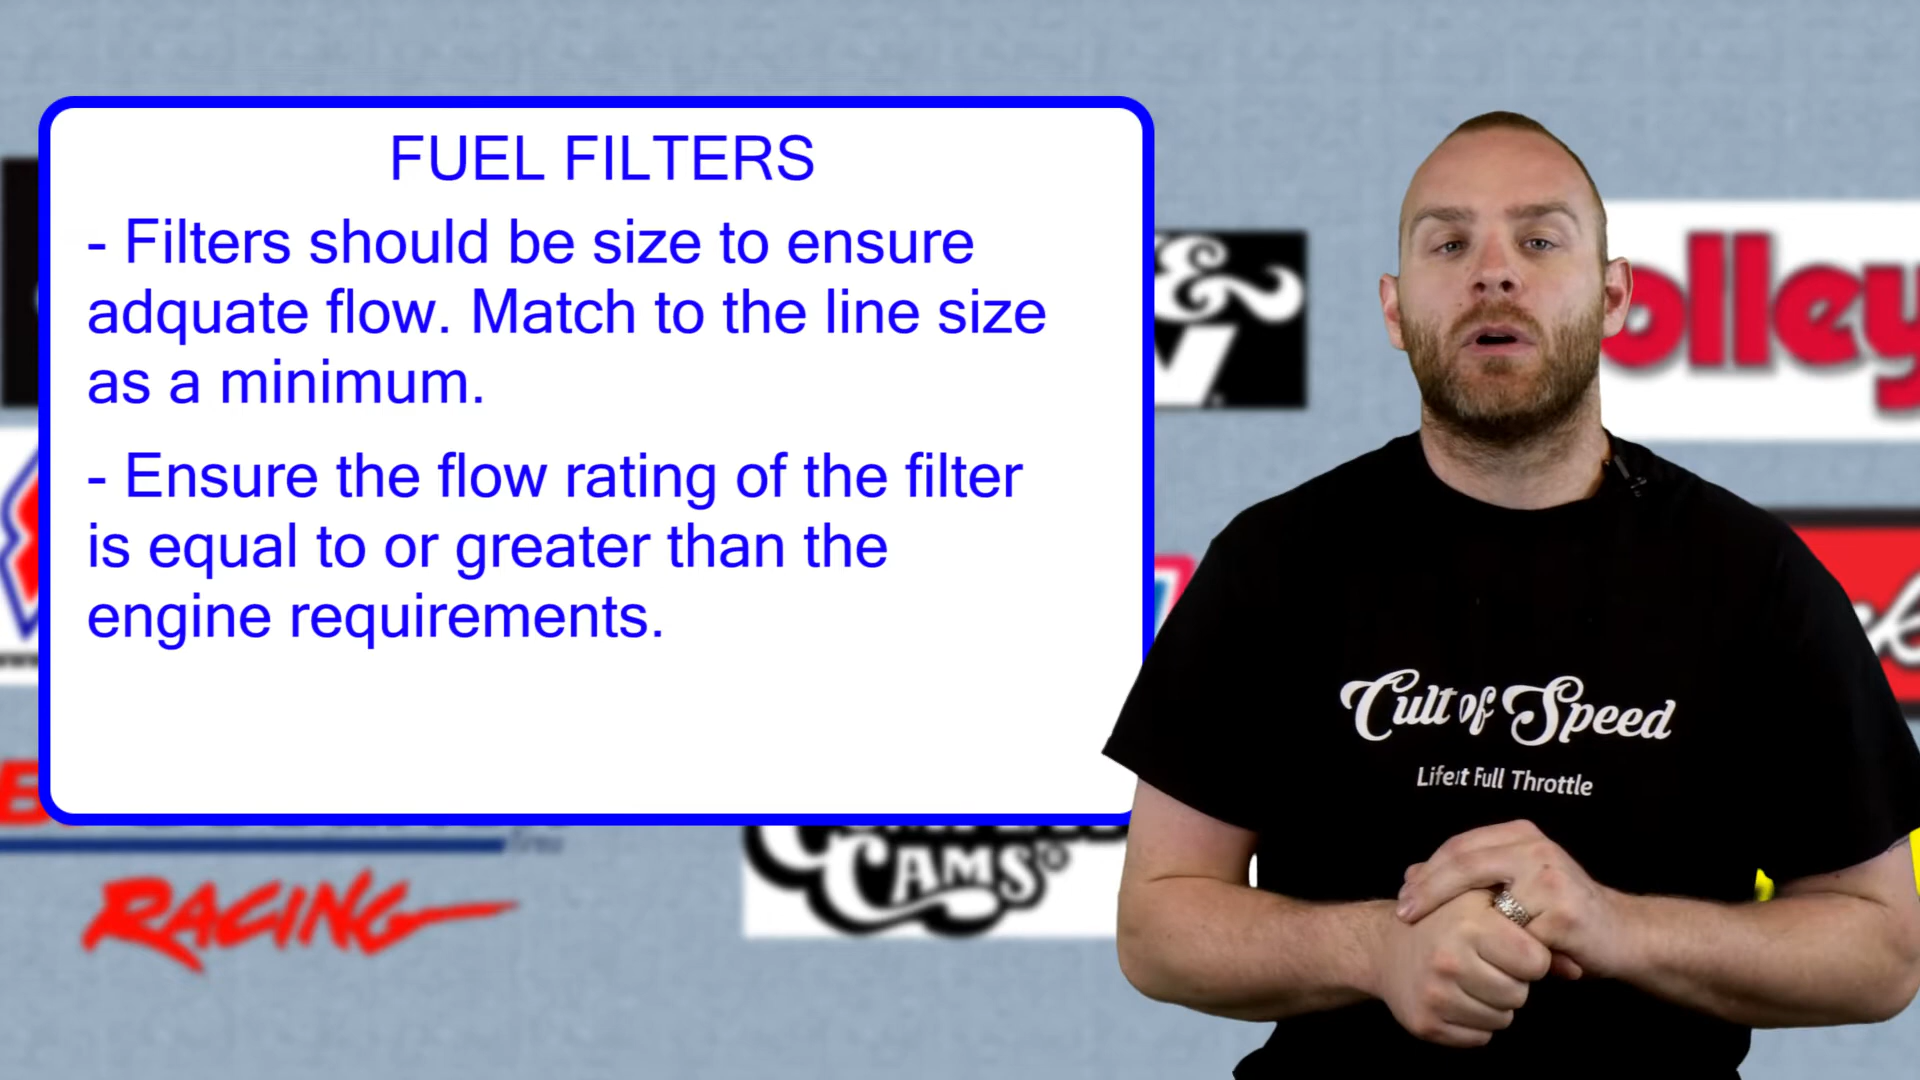 FUEL FILTERS
- Filters should be size to ensure
adquate flow. Match to the line size
as a minimum.
- Ensure the flow rating of the filter
is equal to or greater than the
engine requirements.
&
olley
Cult of Speed
Life at Full Throttle
CAMS
RACING